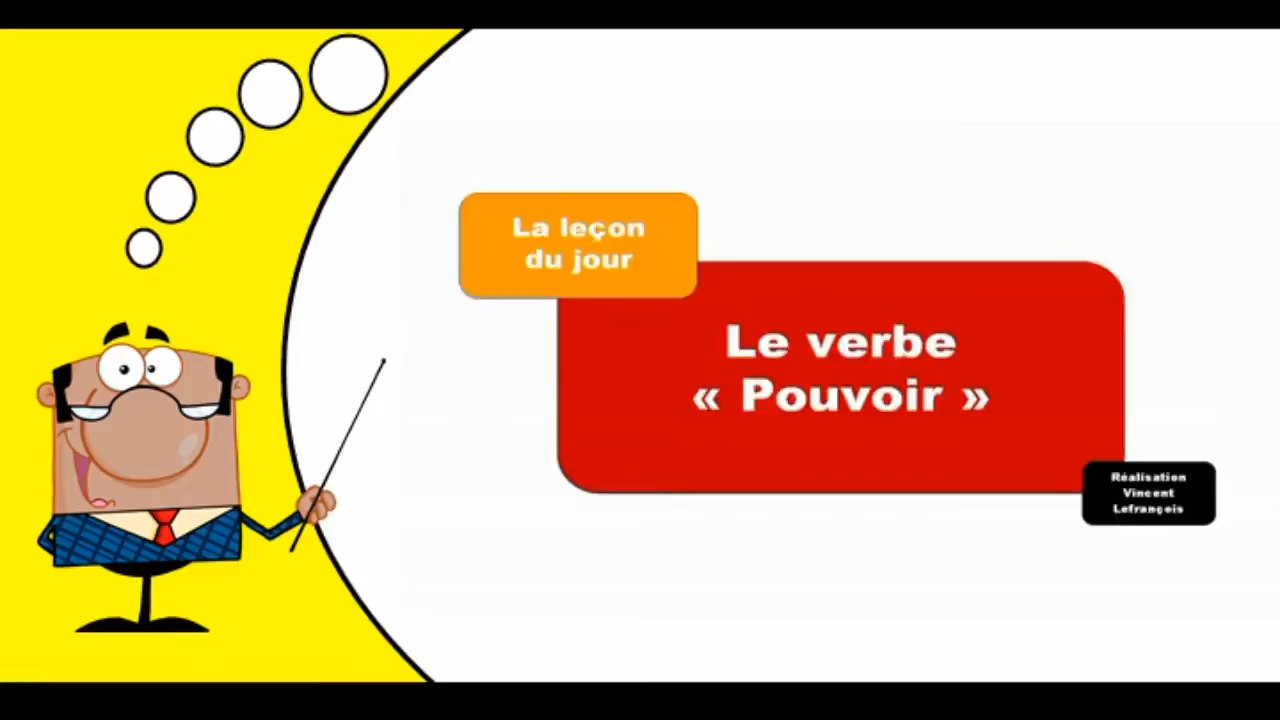 La leçon
du jour
Le verbe
« Pouvoir »
Réalisation
Vincent
Lefrançois